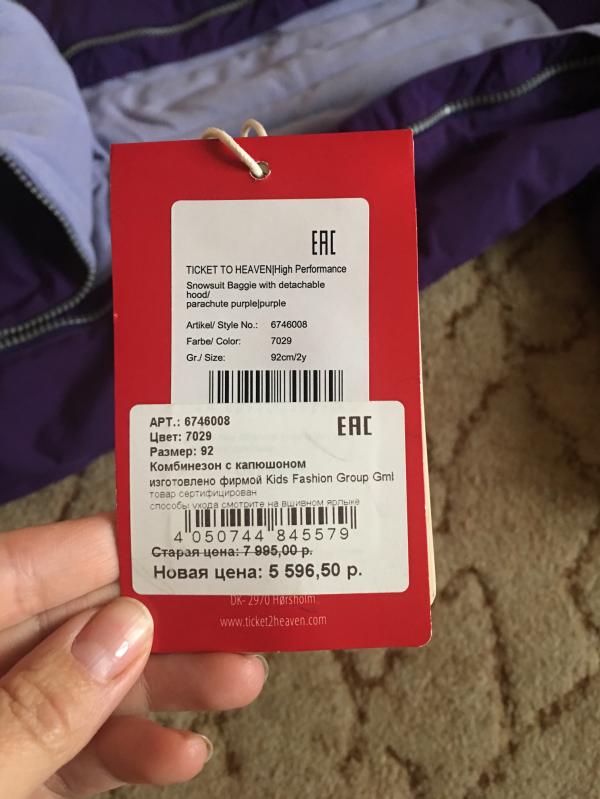 EAC
TICKET TO HEAVEN|High Performance
Snowsuit Baggie with detachable
hood/
parachute purple|purple
Artikel/ Style No.: 6746008
Farbe/ Color: 7029
Gr./ Size: 92cm/2y
АРТ.: 6746008
EAC
Цвет: 7029
Размер: 92
Комбинезон с капюшоном
изготовлено фирмой Kids Fashion Group Gml
товар сертифицирован
способы ухода смотрите на вшивном ярлыке
4 050744 845579
Старая цена: 7 995,00 р.
Новая цена: 5 596,50 р.
DK- 2970 Hørsholm
www.ticket2heaven.com